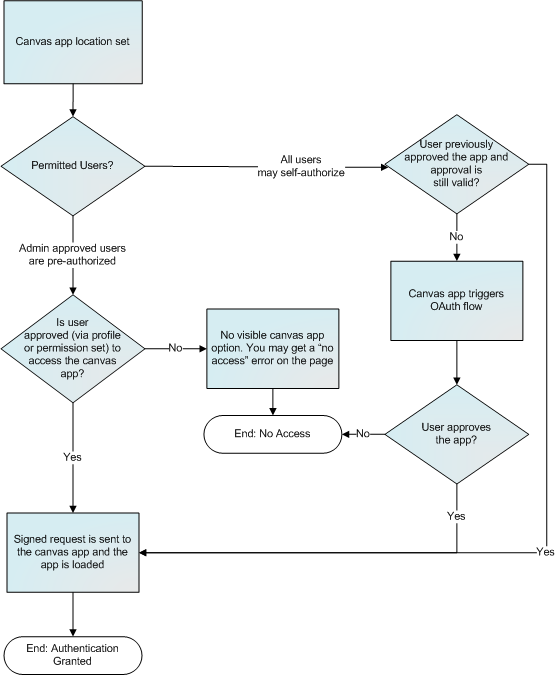 Canvas app location set
Permitted Users?
All users
may self-authorize
User previously
approved the app and
approval is
still valid?
No
Admin approved users
are pre-authorized
Canvas app triggers
OAuth flow
Is user
approved (via profile
or permission set) to
access the canvas
app?
No
No visible canvas app
option. You may get a “no
access” error on the page
End: No Access
No
User approves
the app?
Yes
Yes
Signed request is sent to
the canvas app and the
app is loaded
Yes
End: Authentication
Granted